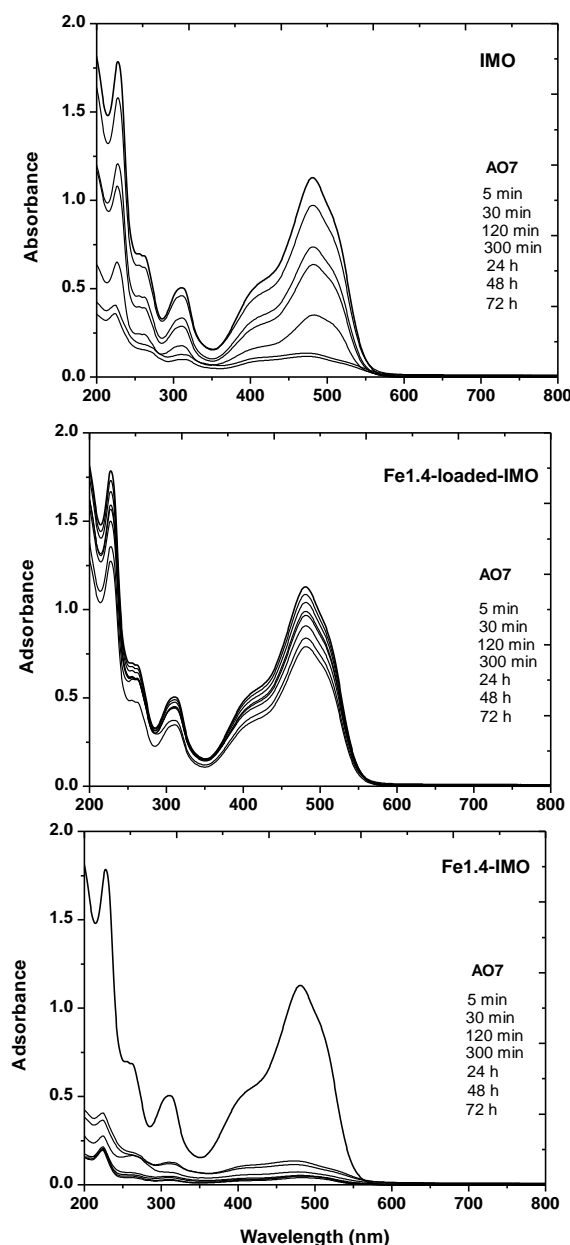 2.0
IMO
1.5
AO7
5 min
30 min
120 min
300 min
24 h
48 h
72 h
1.0
0.5
0.0
Absorbance
200 300 400 500 600 700 800
2.0
Fe1.4-loaded-IMO
1.5
AO7
5 min
30 min
120 min
300 min
24 h
48 h
72 h
1.0
0.5
0.0
Adsorbance
200 300 400 500 600 700 800
2.0
Fe1.4-IMO
1.5
AO7
5 min
30 min
120 min
300 min
24 h
48 h
72 h
1.0
0.5
0.0
Adsorbance
200 300 400 500 600 700 800
Wavelength (nm)